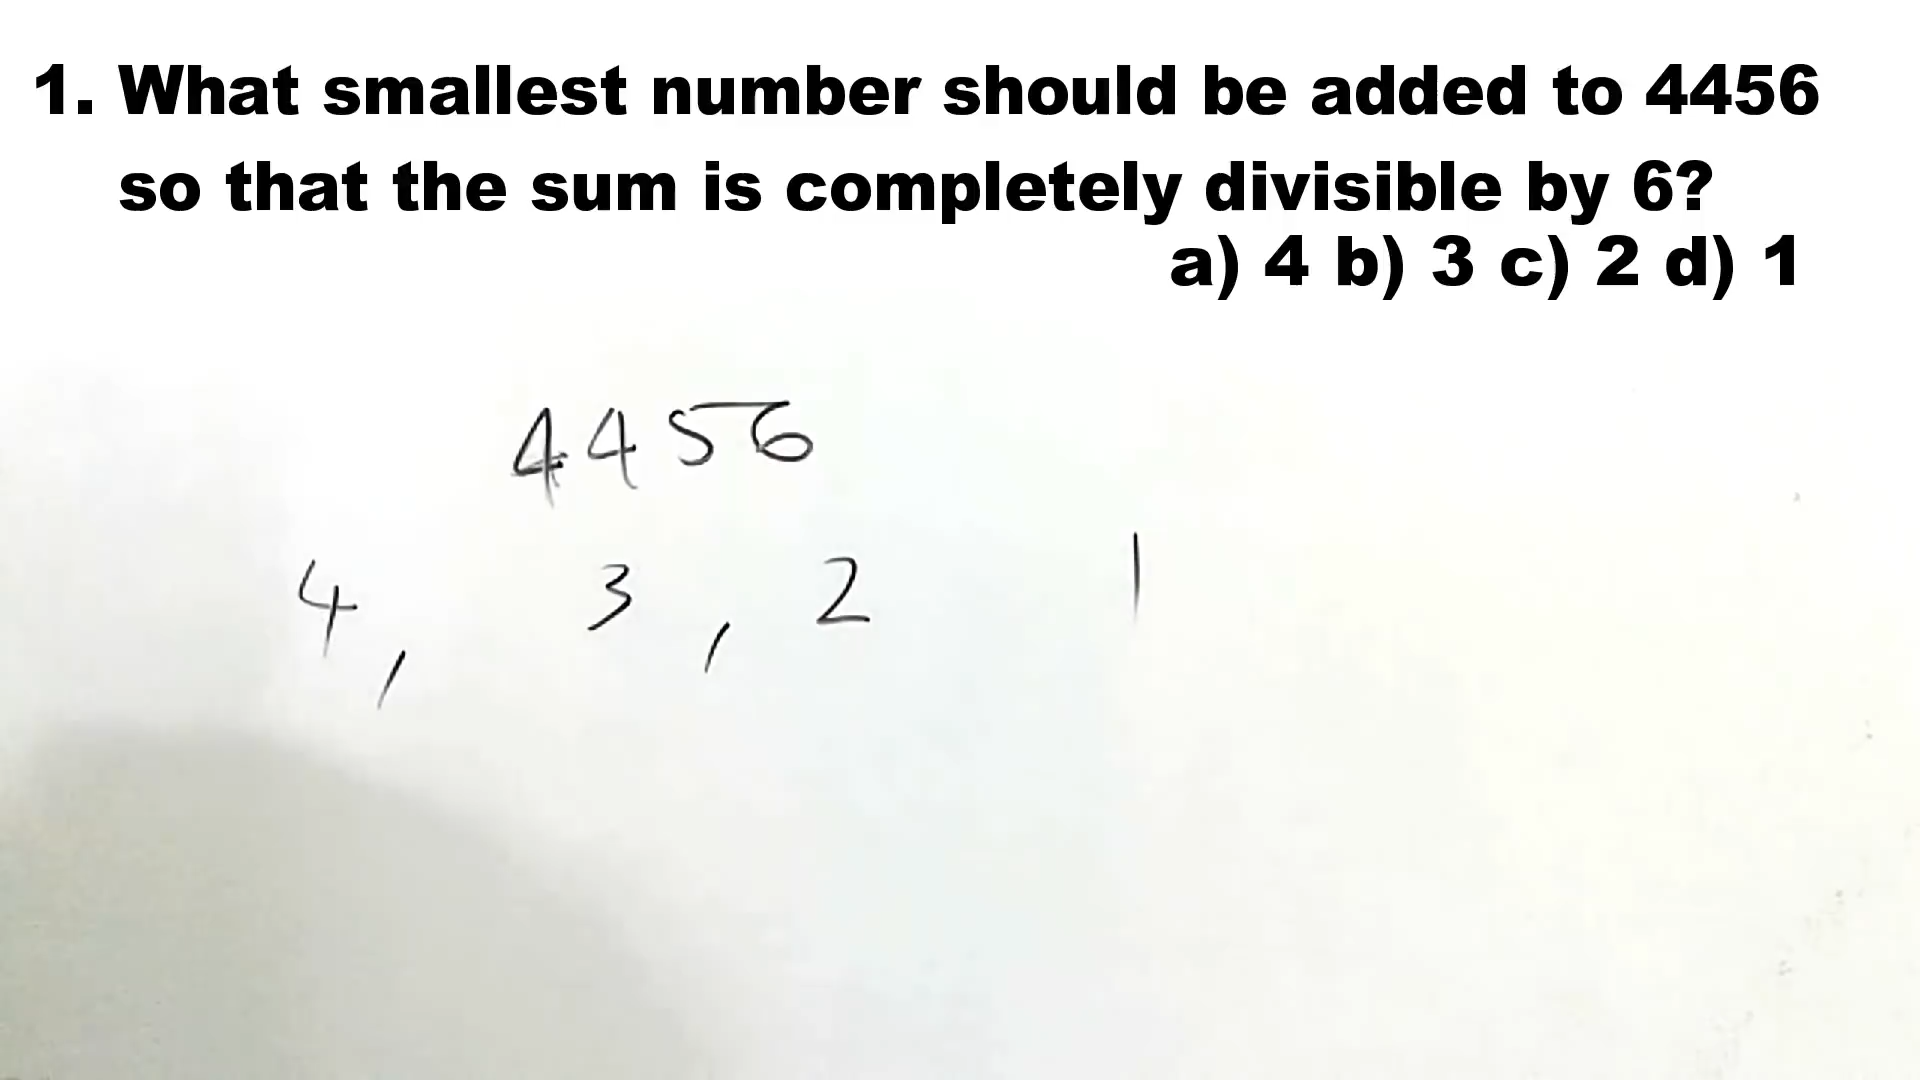 1. What smallest number should be added to 4456
so that the sum is completely divisible by 6?
a) 4 b) 3 c) 2 d) 1
4456
4, 3, 2 1